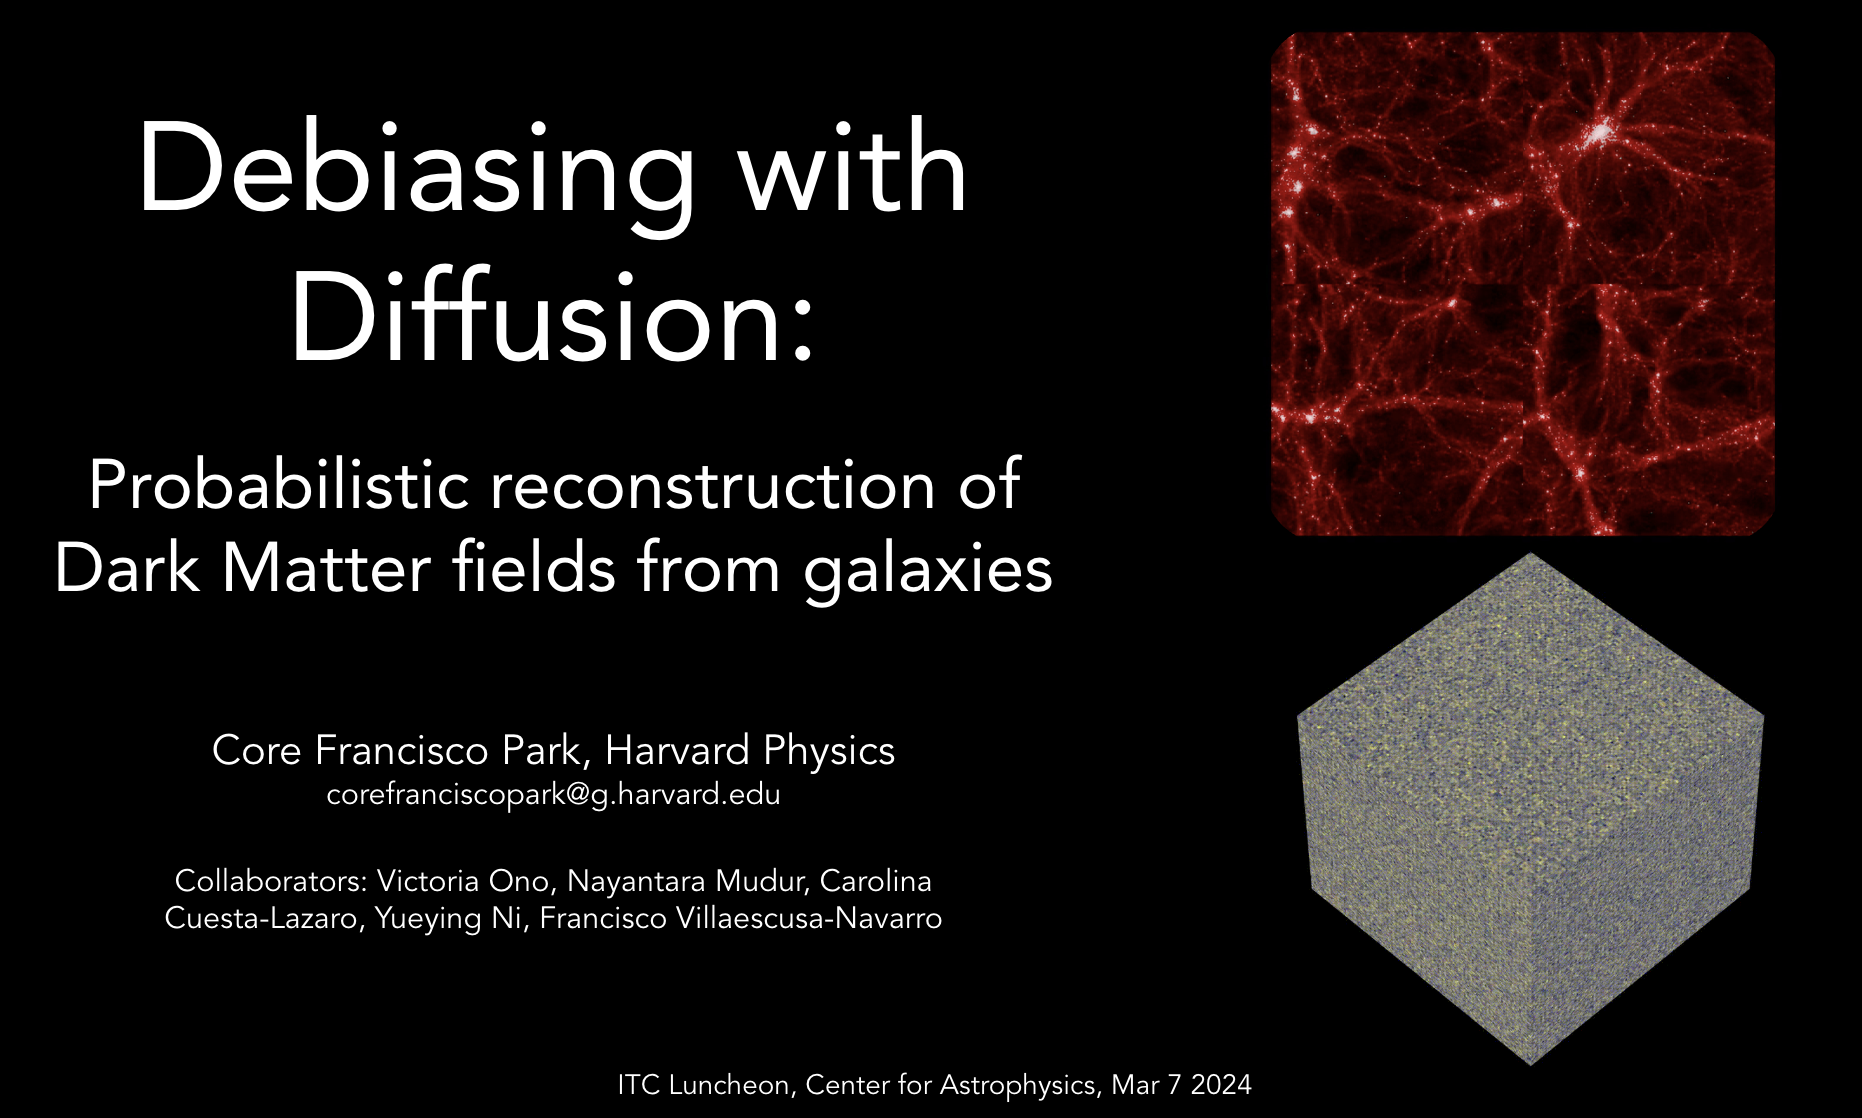 Debiasing with
Diffusion:
Probabilistic reconstruction of
Dark Matter fields from galaxies
Core Francisco Park, Harvard Physics
corefranciscopark@g.harvard.edu
Collaborators: Victoria Ono, Nayantara Mudur, Carolina
Cuesta-Lazaro, Yueying Ni, Francisco Villaescusa-Navarro
ITC Luncheon, Center for Astrophysics, Mar 7 2024